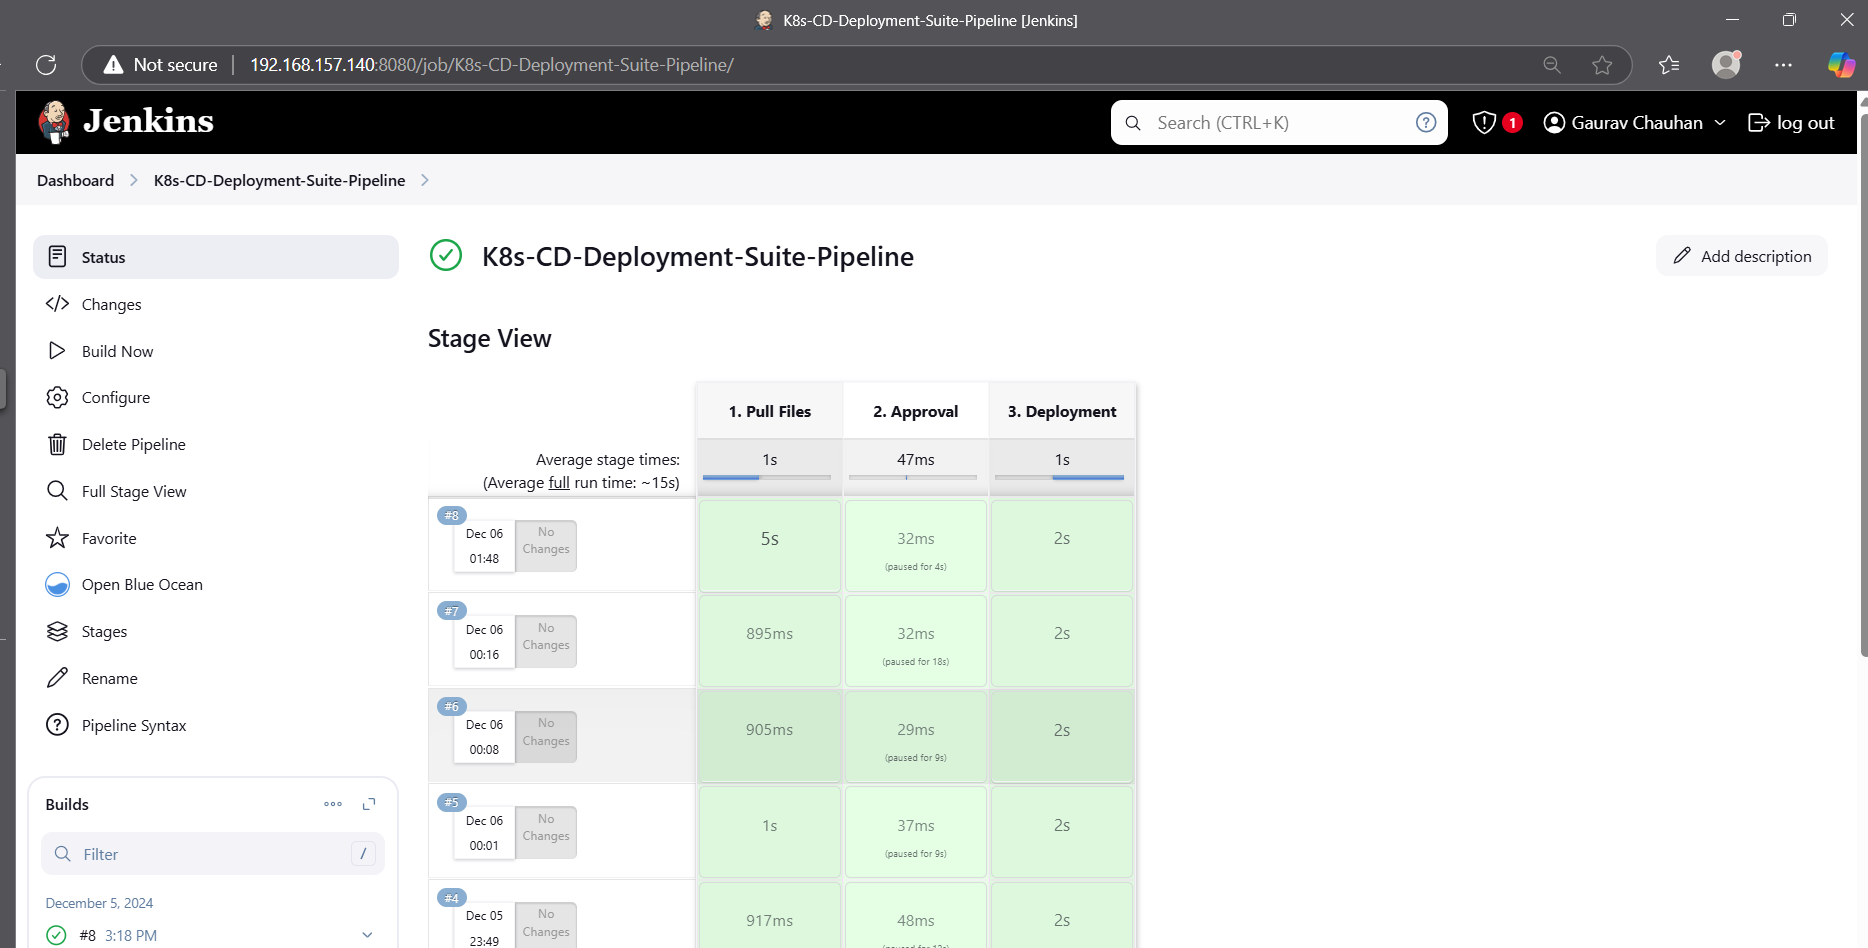 K8s-CD-Deployment-Suite-Pipeline [Jenkins]
Not secure 192.168.157.140:8080/job/K8s-CD-Deployment-Suite-Pipeline/
Jenkins
Search (CTRL+K) ?
1
Gaurav Chauhan
log out
Dashboard
K8s-CD-Deployment-Suite-Pipeline
Status
Changes
Build Now
Configure
Delete Pipeline
Full Stage View
Favorite
Open Blue Ocean
Stages
Rename
Pipeline Syntax
Builds
Filter /
December 5, 2024
#8 3:18 PM
K8s-CD-Deployment-Suite-Pipeline
Add description
Stage View
1. Pull Files 2. Approval 3. Deployment
Average stage times: 1s 47ms 1s
(Average full run time: ~15s)
#8
Dec 06
01:48
No
Changes
5s
32ms
(paused for 4s)
2s
#7
Dec 06
00:16
No
Changes
895ms
32ms
(paused for 18s)
2s
#6
Dec 06
00:08
No
Changes
905ms
29ms
(paused for 9s)
2s
#5
Dec 06
00:01
No
Changes
1s
37ms
(paused for 9s)
2s
#4
Dec 05
23:49
No
Changes
917ms
48ms
2s